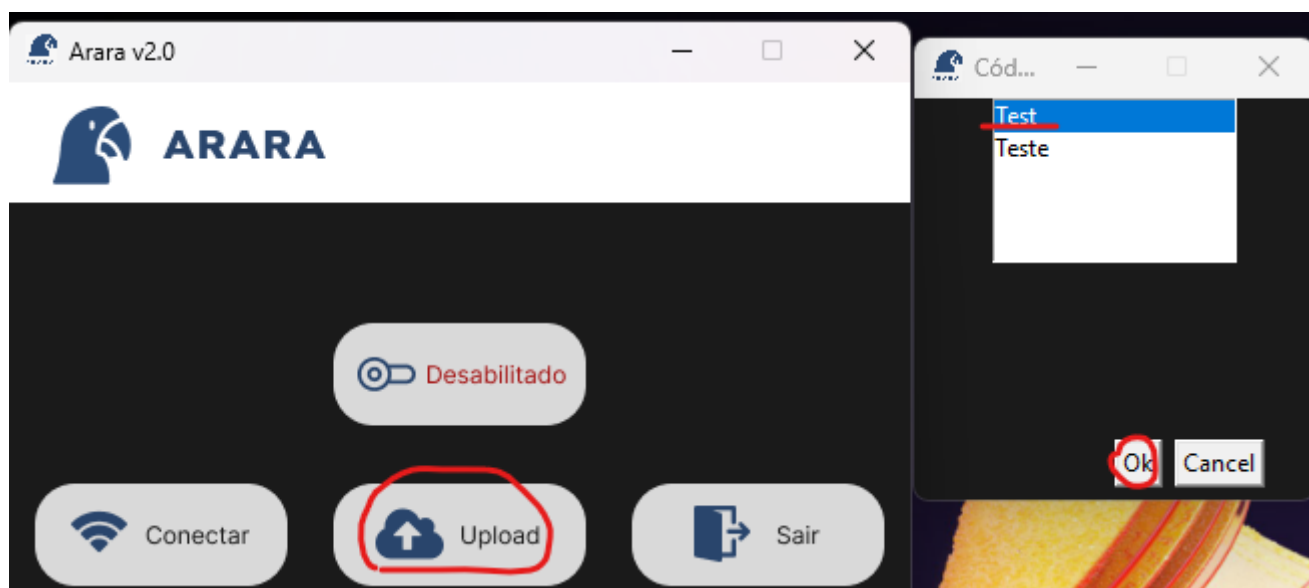 Arara v2.0
ARARA
Desabilitado
Conectar
Upload
Sair
Cód...
Test
Teste
Ok
Cancel